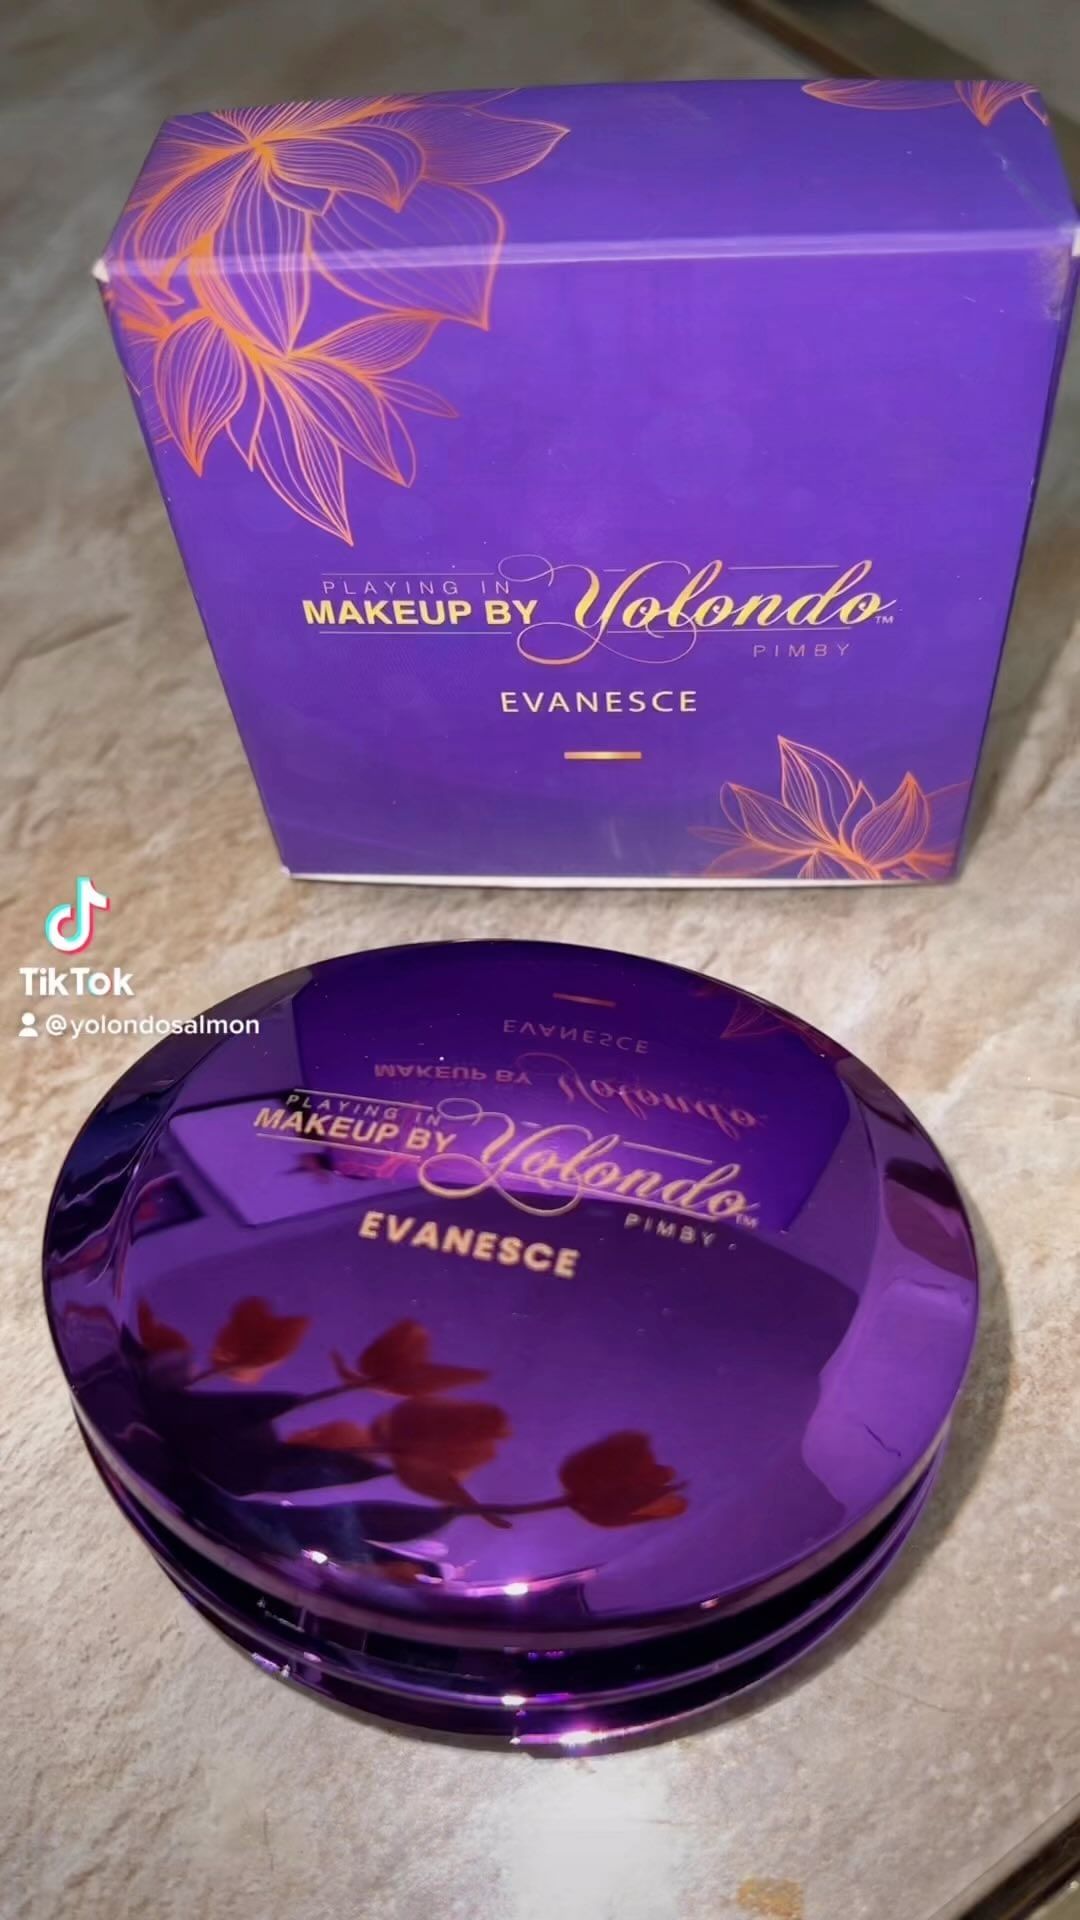 PLAYING IN
MAKEUP BY Yolondo™
PIMBY
EVANESCE
TikTok
@yolondosalmon
EVANESCE
MAKEUP BY Yolondo
PLAYING IN
MAKEUP BY Yolondo™
PIMBY
EVANESCE